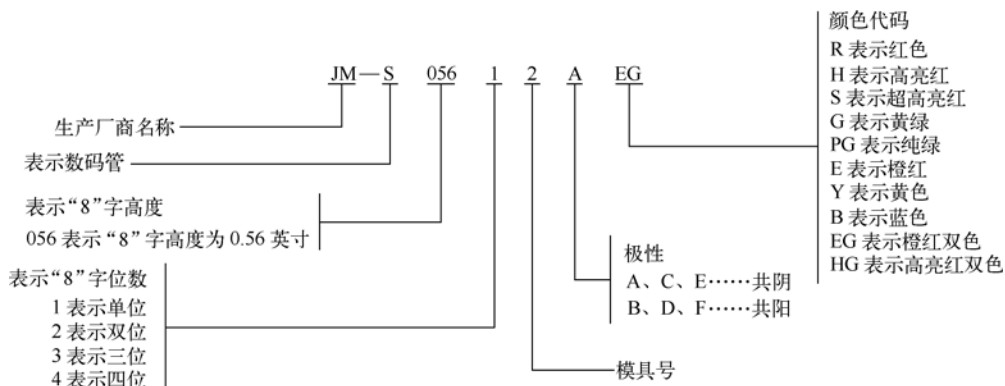 JM—S 056 1 2 A EG
生产厂商名称
表示数码管
表示“8”字高度
056 表示“8”字高度为 0.56 英寸
表示“8”字位数
1 表示单位
2 表示双位
3 表示三位
4 表示四位
模具号
极性
A、C、E……共阴
B、D、F……共阳
颜色代码
R 表示红色
H 表示高亮红
S 表示超高亮红
G 表示黄绿
PG 表示纯绿
E 表示橙红
Y 表示黄色
B 表示蓝色
EG 表示橙红双色
HG 表示高亮红双色